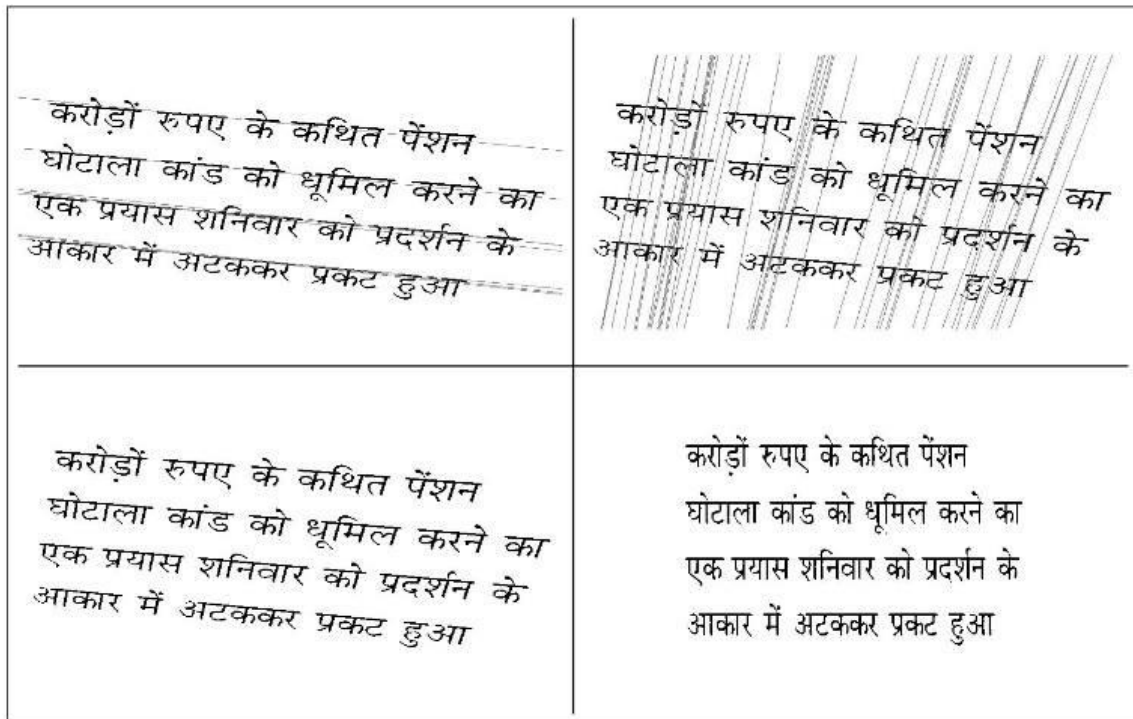 करोड़ों रुपए के कथित पेंशन
घोटाला कांड को धूमिल करने का
एक प्रयास शनिवार को प्रदर्शन के
आकार में अटककर प्रकट हुआ
करोड़ों रुपए के कथित पेंशन
घोटाला कांड को धूमिल करने का
एक प्रयास शनिवार को प्रदर्शन के
आकार में अटककर प्रकट हुआ
करोड़ों रुपए के कथित पेंशन
घोटाला कांड को धूमिल करने का
एक प्रयास शनिवार को प्रदर्शन के
आकार में अटककर प्रकट हुआ
करोड़ों रुपए के कथित पेंशन
घोटाला कांड को धूमिल करने का
एक प्रयास शनिवार को प्रदर्शन के
आकार में अटककर प्रकट हुआ